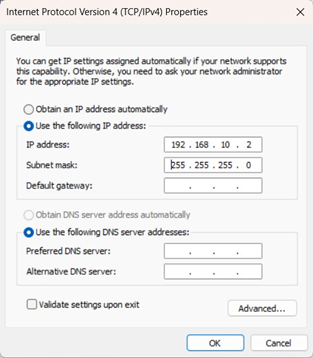 Internet Protocol Version 4 (TCP/IPv4) Properties
General
You can get IP settings assigned automatically if your network supports
this capability. Otherwise, you need to ask your network administrator
for the appropriate IP settings.
Obtain an IP address automatically
Use the following IP address:
IP address: 192 . 168 . 10 . 2
Subnet mask: 255 . 255 . 255 . 0
Default gateway: . . .
Obtain DNS server address automatically
Use the following DNS server addresses:
Preferred DNS server: . . .
Alternative DNS server: . . .
Validate settings upon exit
Advanced...
OK Cancel